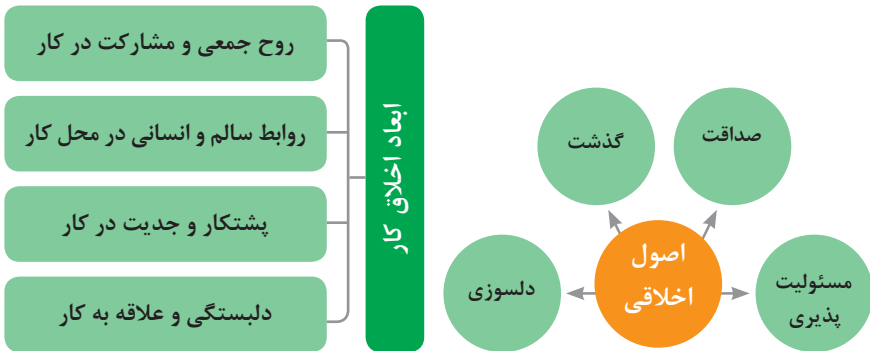 صداقت
گذشت
اصول
اخلاقی
مسئولیت
پذیری
دلسوزی
ابعاد اخلاق کار
روح جمعی و مشارکت در کار
روابط سالم و انسانی در محل کار
پشتکار و جدیت در کار
دلبستگی و علاقه به کار